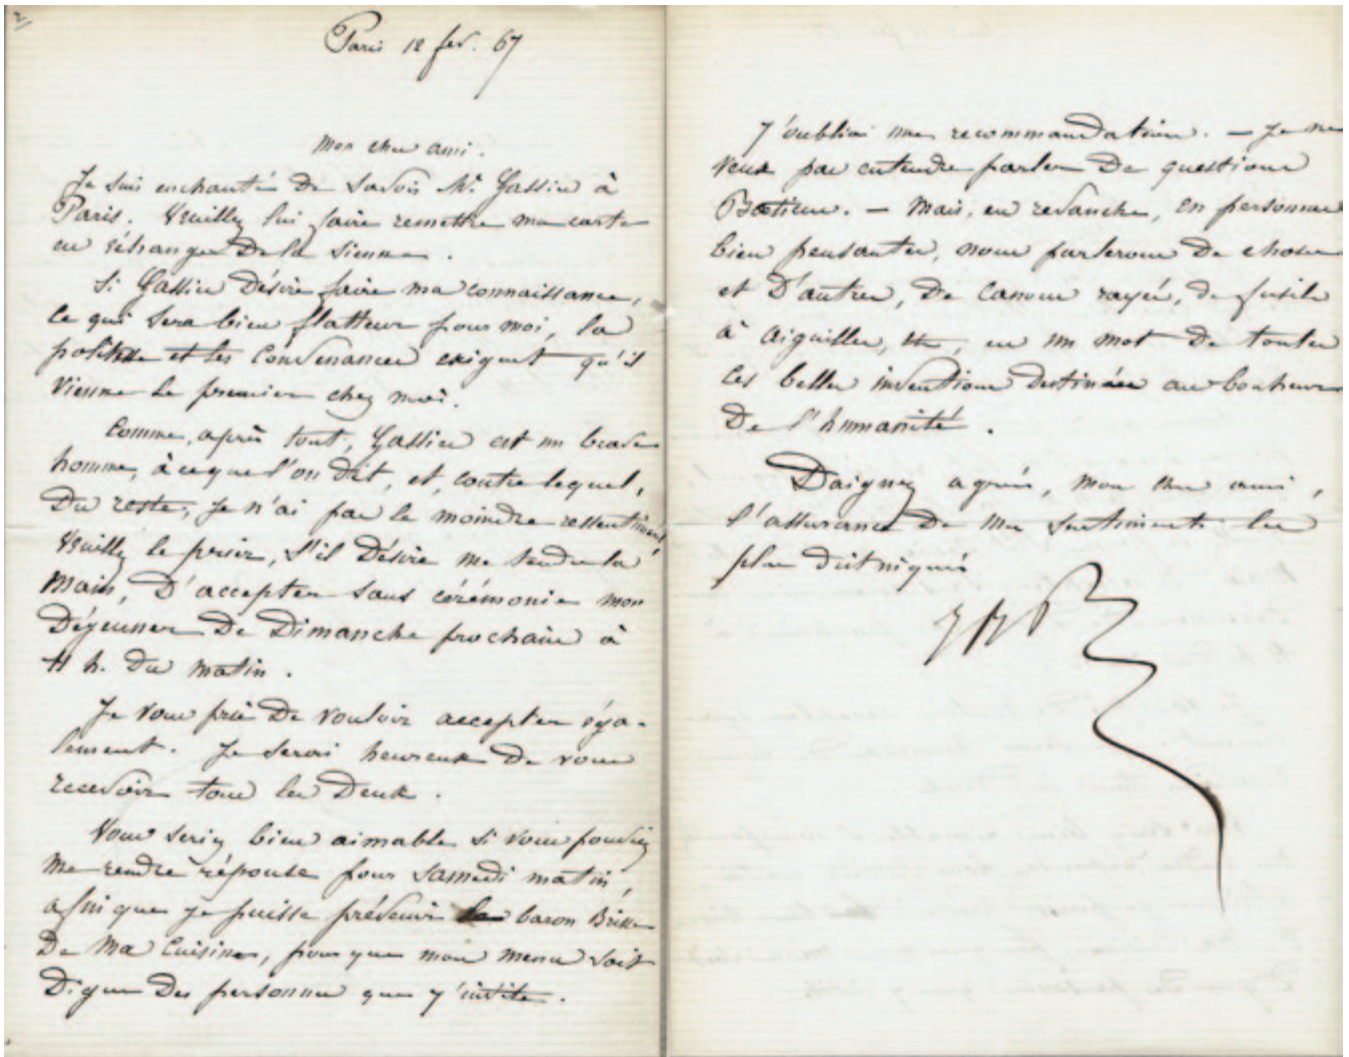 2
Paris 12 fev. 67
Mon cher ami.
Je suis enchanté de savoir Mr. Gassier à
Paris. Veuillez lui faire remettre ma carte
en échange de la sienne.
Si Gassier désire faire ma connaissance,
ce qui sera bien flatteur pour moi, la
politesse et les convenances exigent qu'il
vienne le premier chez moi.
Comme, après tout, Gassier est un brave
homme, à ce que l'on dit, et, contre lequel,
du reste, je n'ai pas le moindre ressentiment,
veuillez le prier, s'il désire me tendre la
main, d'accepter sans cérémonie mon
déjeuner de Dimanche prochain à
11 h. du matin.
Je vous prie de vouloir accepter éga-
lement. Je serai heureux de vous
recevoir tous les deux.
Vous seriez bien aimable si vous pouviez
me rendre réponse pour samedi matin,
afin que je puisse prévenir le baron Brisse
de ma cuisine, pour que mon menu soit
digne des personnes que j'invite.
J'oubliais une recommandation. — Je ne
veux pas entendre parler de questions
. — Mais, en revanche, en personnes
bien pensantes, nous parlerons de choses
et d'autres, de canons rayés, de fusils
à aiguilles, etc, en un mot de toutes
ces belles inventions destinées au bonheur
de l'humanité.
Daignez agréer, mon cher ami,
l'assurance de mes sentiments les
plus distingués